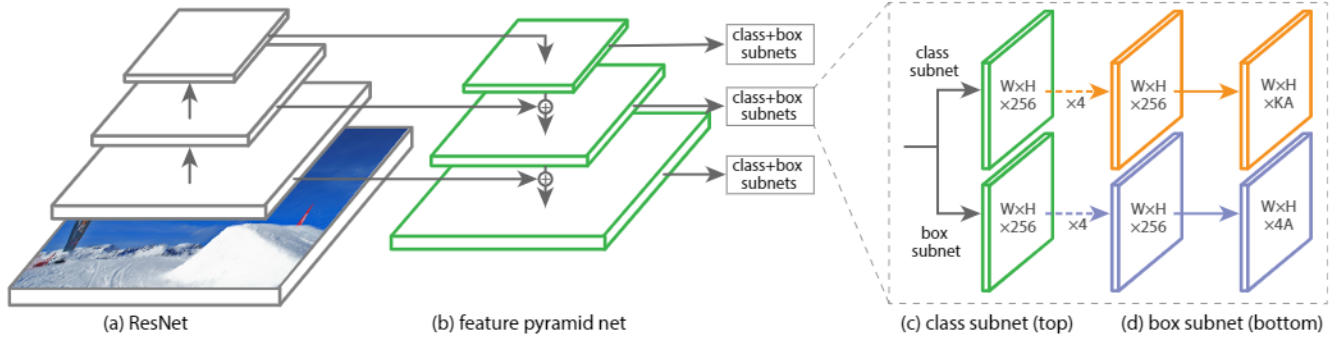 class+box
subnets
class+box
subnets
class+box
subnets
class
subnet
W×H
×256
×4
W×H
×256
W×H
×KA
box
subnet
W×H
×256
×4
W×H
×256
W×H
×4A
(a) ResNet
(b) feature pyramid net
(c) class subnet (top)
(d) box subnet (bottom)